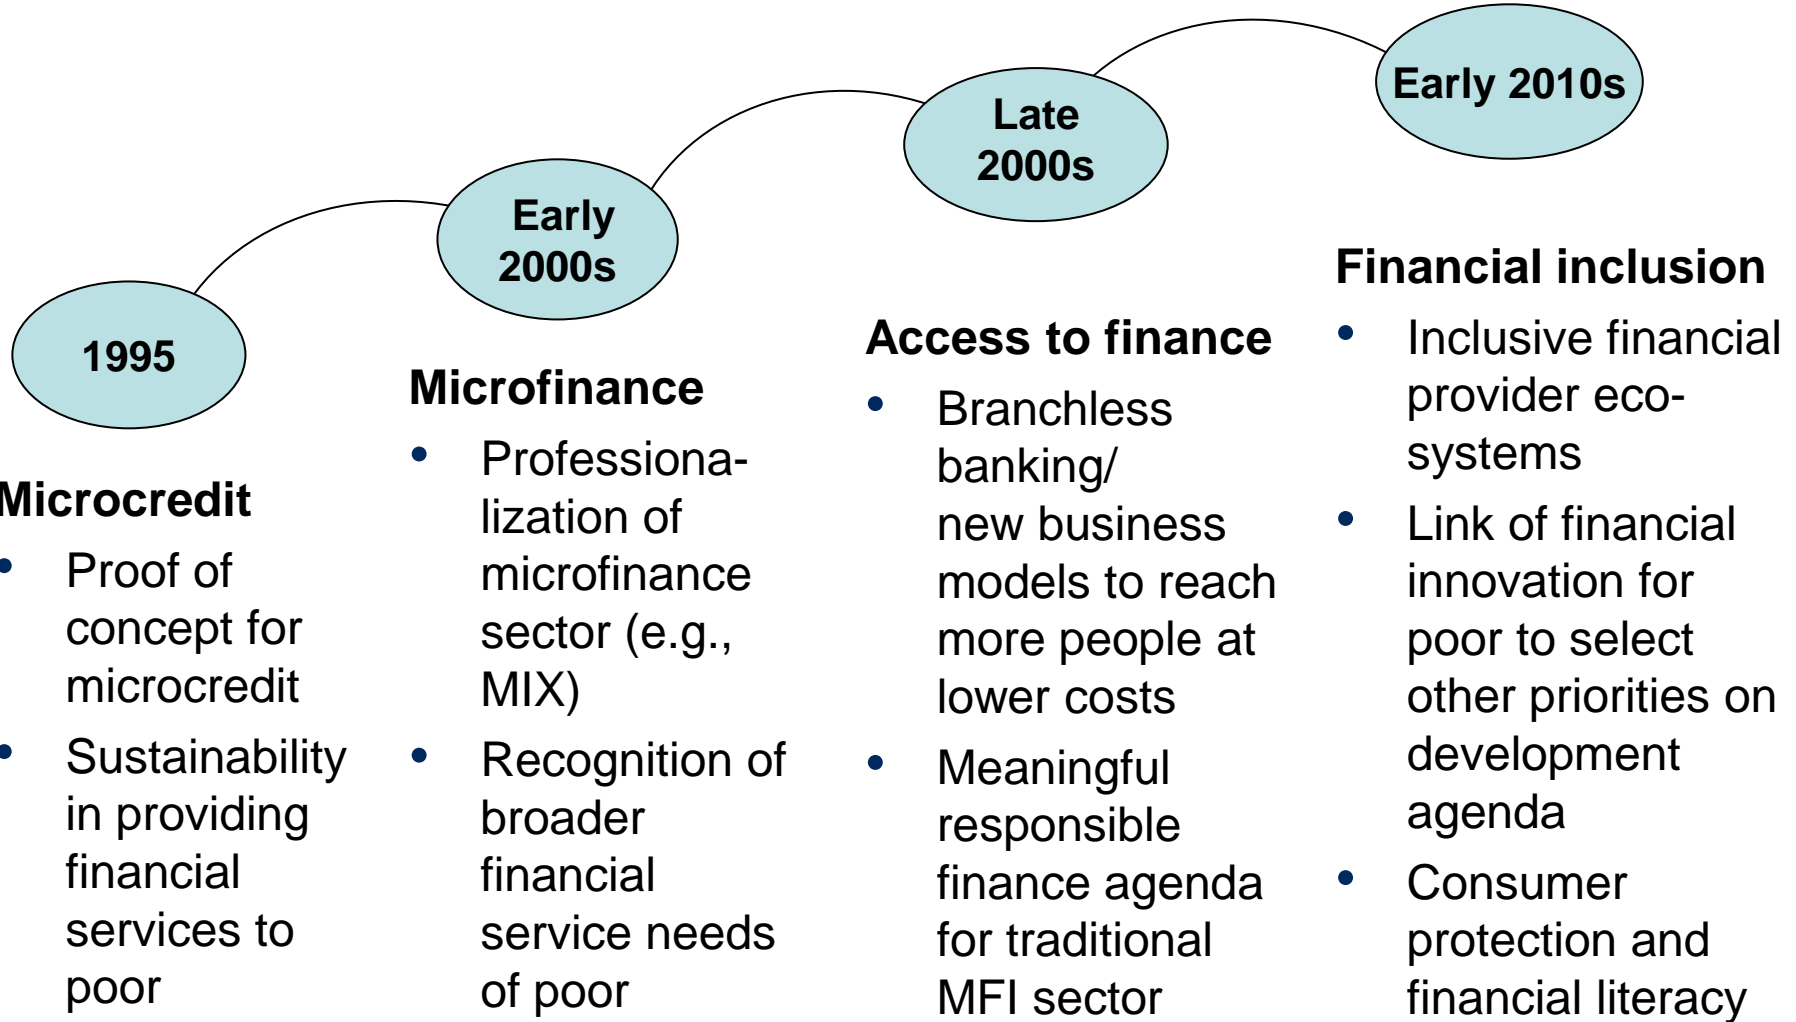 1995
Microcredit
• Proof of
concept for
microcredit
• Sustainability
in providing
financial
services to
poor
Early
2000s
Microfinance
• Professiona-
lization of
microfinance
sector (e.g.,
MIX)
• Recognition of
broader
financial
service needs
of poor
Late
2000s
Access to finance
• Branchless
banking/
new business
models to reach
more people at
lower costs
• Meaningful
responsible
finance agenda
for traditional
MFI sector
Early 2010s
Financial inclusion
• Inclusive financial
provider eco-
systems
• Link of financial
innovation for
poor to select
other priorities on
development
agenda
• Consumer
protection and
financial literacy